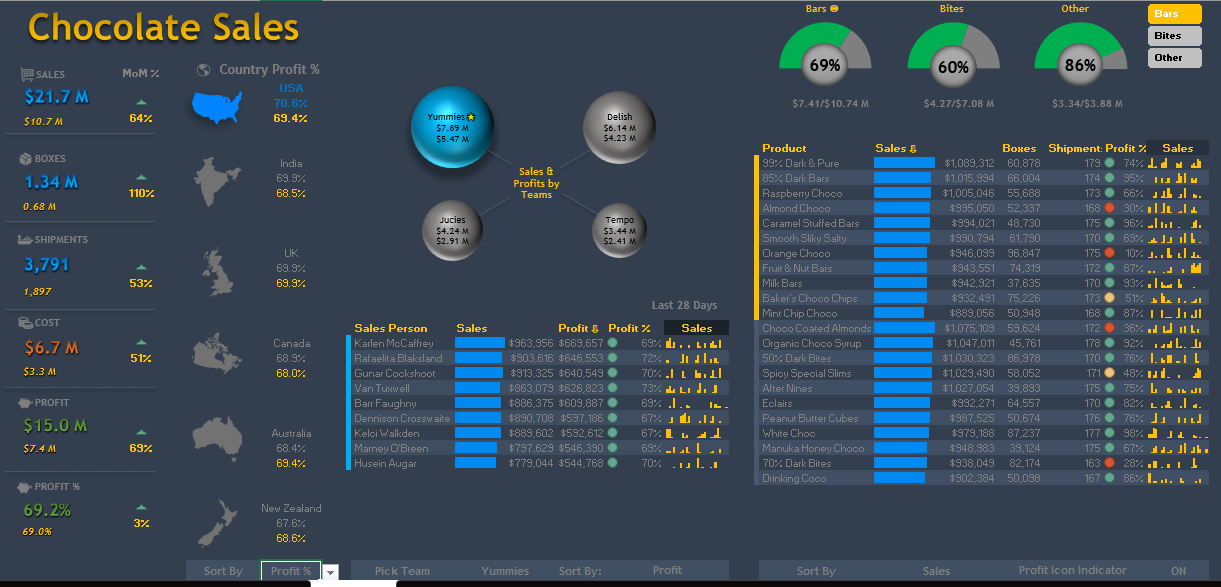 Chocolate Sales
SALES MoM %
$21.7 M
$10.7 M 64%
BOXES
1.34 M
0.68 M 110%
SHIPMENTS
3,791
1,897 53%
COST
$6.7 M
$3.3 M 51%
PROFIT
$15.0 M
$7.4 M 69%
PROFIT %
69.2%
69.0% 3%
Country Profit %
USA
70.6%
69.4%
India
69.9%
68.5%
UK
69.9%
69.9%
Canada
68.9%
68.0%
Australia
68.4%
69.4%
New Zealand
67.6%
68.6%
Sort By Profit %
Yummies
$7.89 M
$5.47 M
Delish
$6.14 M
$4.23 M
Sales &
Profits by
Teams
Jucies
$4.24 M
$2.91 M
Tempo
$3.44 M
$2.41 M
Last 28 Days
Sales Person Sales Profit Profit % Sales
Karlen McCaffrey $963,956 $669,657 69%
Rafaelita Blaksland $903,616 $646,553 72%
Gunar Cockshoot $913,325 $640,549 70%
Van Tuxwell $863,079 $626,823 73%
Barr Faughny $886,375 $609,887 69%
Dennison Crosswaite $890,708 $597,186 67%
Kelci Walkden $889,602 $592,612 67%
Marney O'Breen $797,629 $546,390 69%
Husein Augar $779,044 $544,768 70%
Pick Team Yummies Sort By: Profit
Bars Bites Other
69% 60% 86%
$7.41/$10.74 M $4.27/$7.08 M $3.34/$3.88 M
Bars
Bites
Other
Product Sales Boxes Shipment: Profit % Sales
99% Dark & Pure $1,089,312 60,878 179 74%
85% Dark Bars $1,015,994 66,004 174 95%
Raspberry Choco $1,005,046 55,688 173 66%
Almond Choco $995,050 52,337 168 30%
Caramel Stuffed Bars $994,021 48,730 175 96%
Smooth Sliky Salty $990,794 61,790 170 69%
Orange Choco $946,099 96,847 175 10%
Fruit & Nut Bars $943,551 74,319 172 87%
Milk Bars $942,921 37,635 170 93%
Baker's Choco Chips $932,491 75,226 173 51%
Mint Chip Choco $889,056 50,948 168 87%
Choco Coated Almonds $1,075,109 59,624 172 36%
Organic Choco Syrup $1,047,011 45,761 178 92%
50% Dark Bites $1,030,323 86,978 170 76%
Spicy Special Slims $1,029,490 58,052 171 48%
After Nines $1,027,054 39,893 175 75%
Eclairs $992,271 64,557 170 82%
Peanut Butter Cubes $987,525 50,674 176 76%
White Choc $979,188 87,237 177 98%
Manuka Honey Choco $948,983 39,124 175 67%
70% Dark Bites $938,049 82,174 163 28%
Drinking Coco $902,384 50,098 167 86%
Sort By Sales Profit Icon Indicator ON